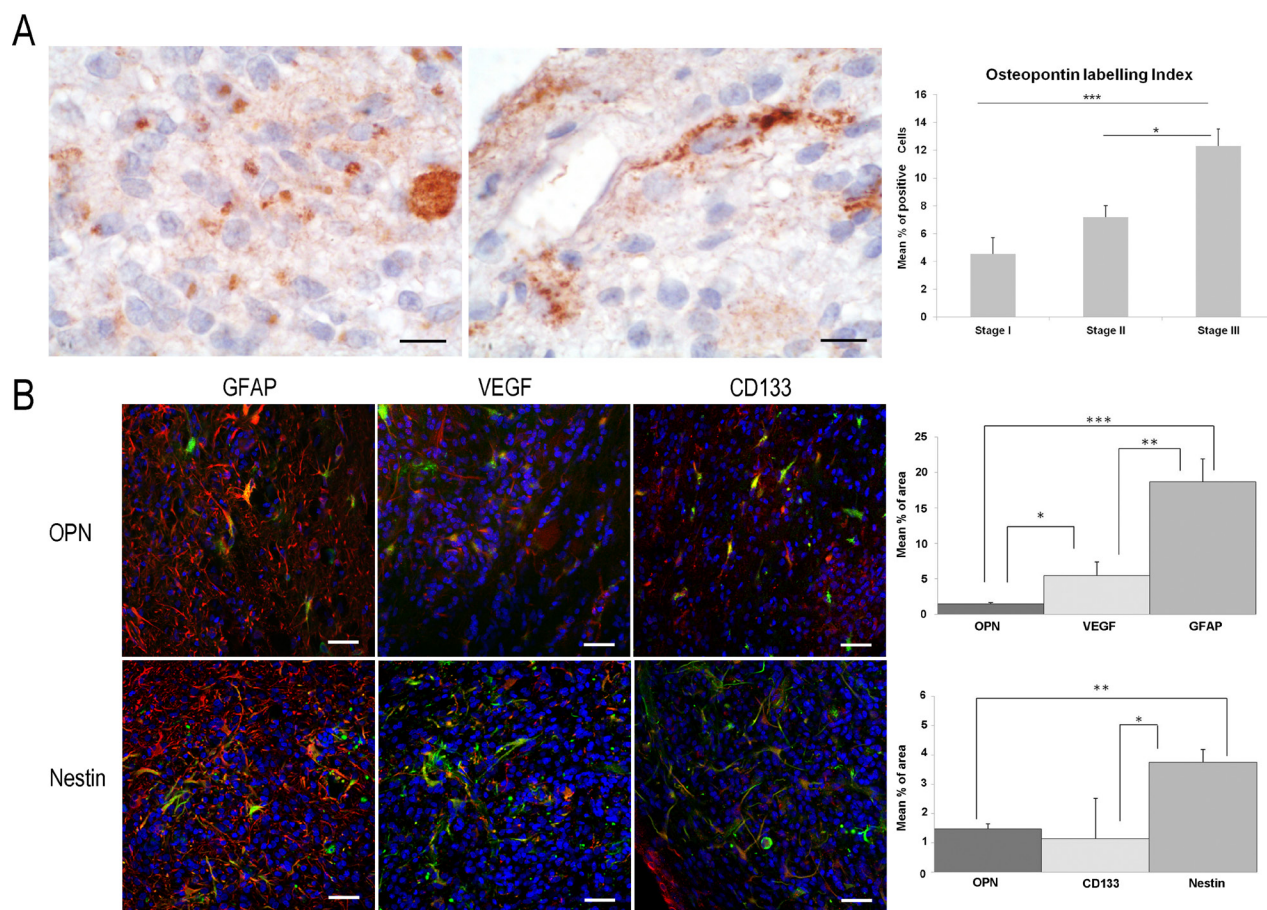 A
Osteopontin labelling Index
Mean % of positive Cells
16
14
12
10
8
6
4
2
0
***
*
Stage I
Stage II
Stage III
B
GFAP
VEGF
CD133
OPN
Nestin
Mean % of area
25
20
15
10
5
0
***
**
*
OPN
VEGF
GFAP
Mean % of area
6
5
4
3
2
1
0
**
*
OPN
CD133
Nestin